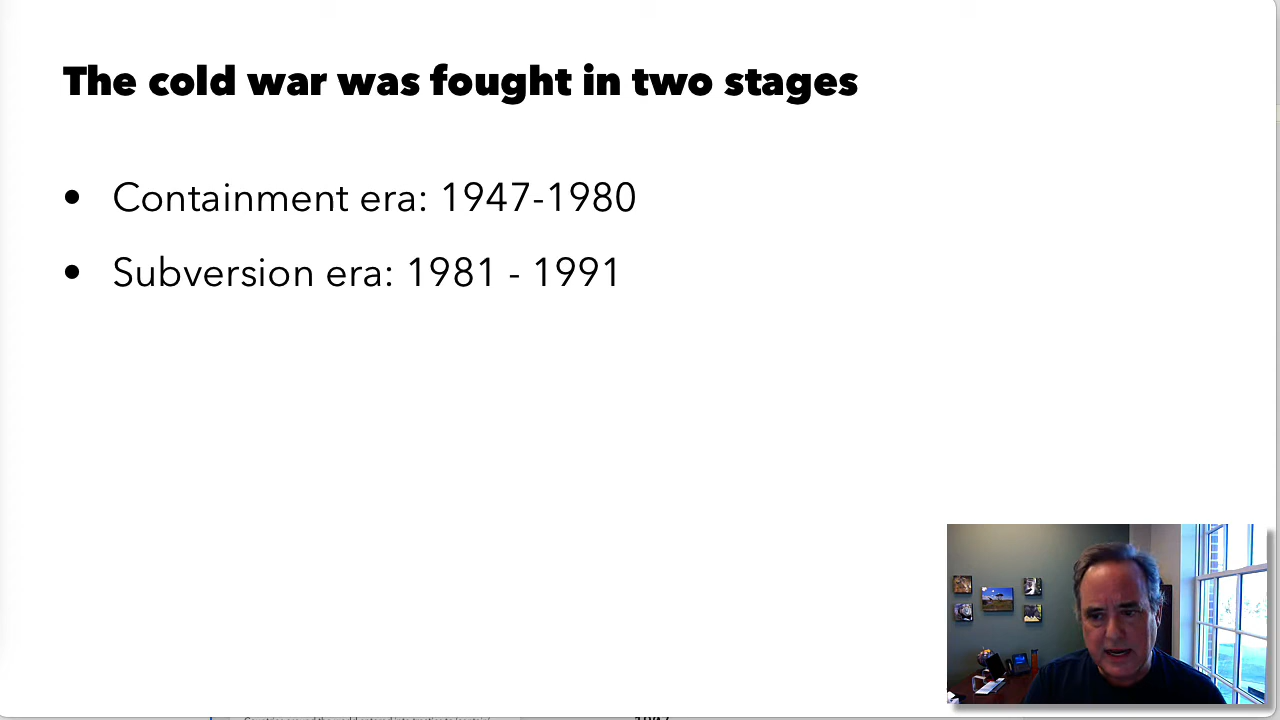 The cold war was fought in two stages
• Containment era: 1947-1980
• Subversion era: 1981 - 1991